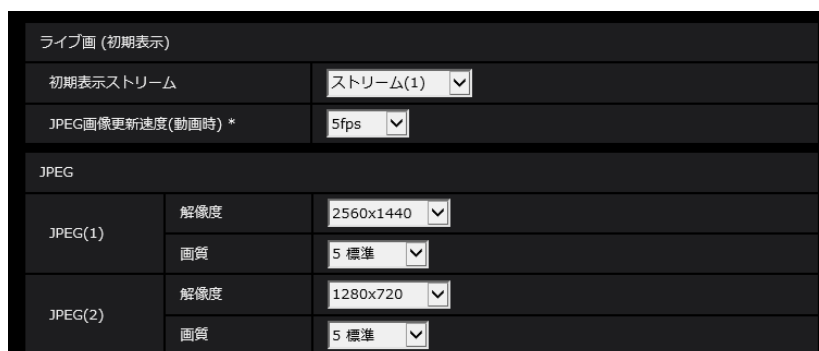 ライブ画 (初期表示)
初期表示ストリーム ストリーム(1)
JPEG画像更新速度(動画時) * 5fps
JPEG
JPEG(1)
解像度 2560x1440
画質 5 標準
JPEG(2)
解像度 1280x720
画質 5 標準